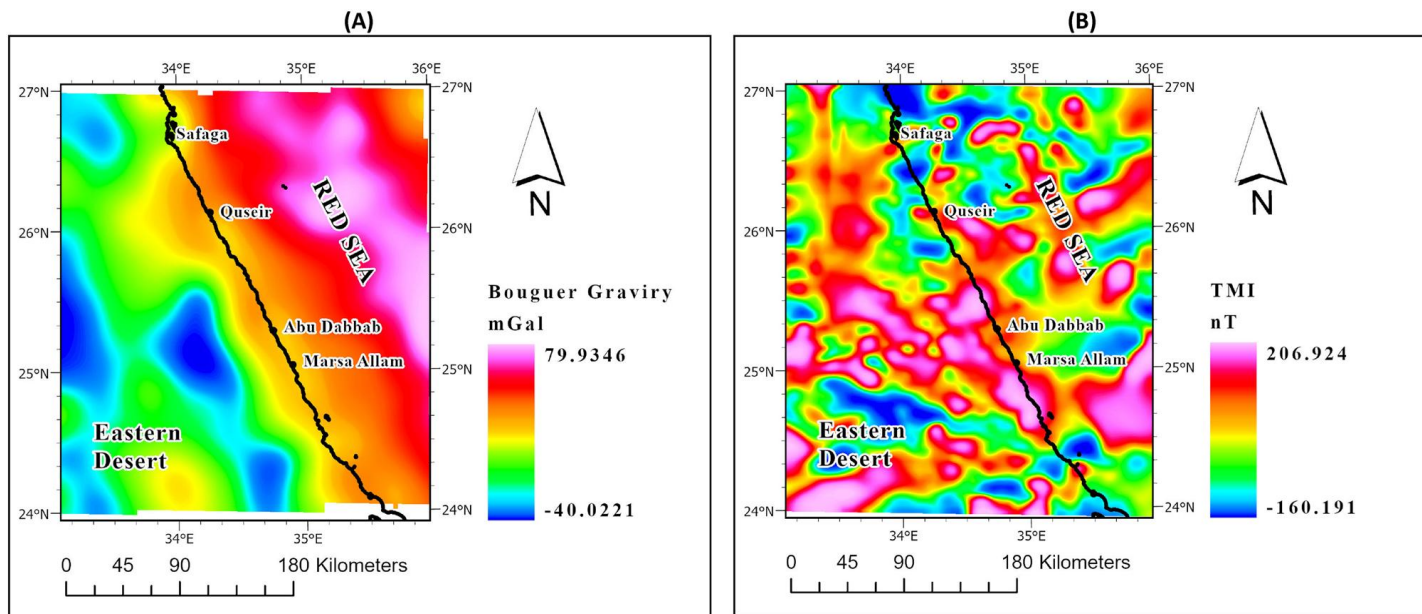 (A)
34°E 35°E 36°E
27°N 27°N
Safaga
RED SEA
Quseir
26°N 26°N
Abu Dabbab
Marsa Allam
25°N 25°N
Eastern
Desert
24°N 24°N
34°E 35°E
N
Bouguer Graviry
mGal
79.9346
-40.0221
0 45 90 180 Kilometers
(B)
34°E 35°E 36°E
27°N 27°N
Safaga
RED SEA
Quseir
26°N 26°N
Abu Dabbab
Marsa Allam
25°N 25°N
Eastern
Desert
24°N 24°N
34°E 35°E
N
TMI
nT
206.924
-160.191
0 45 90 180 Kilometers